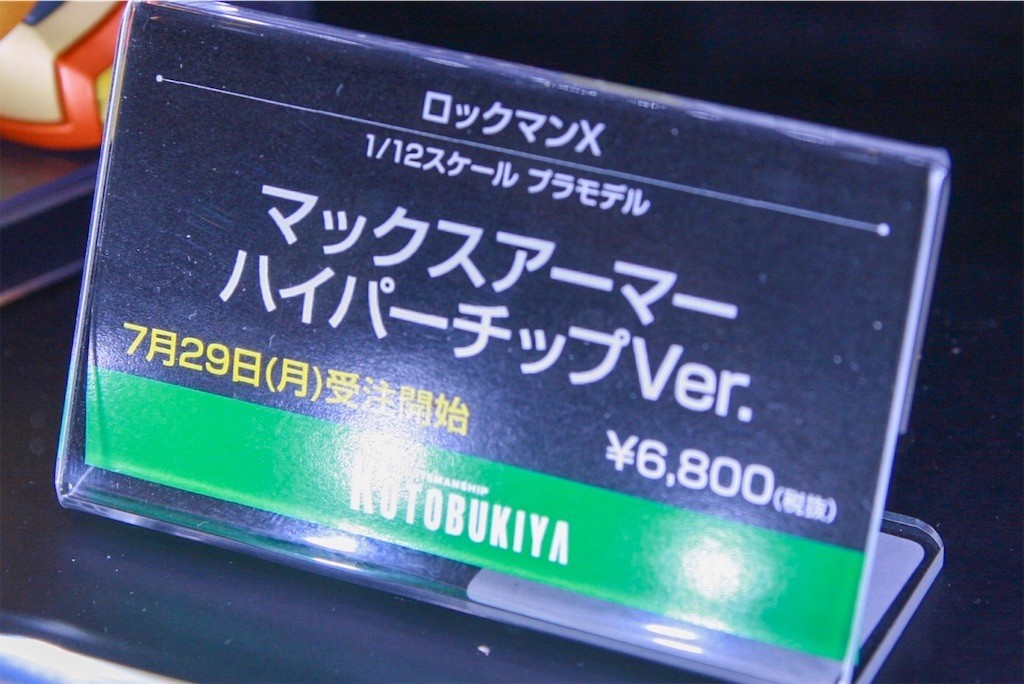 ロックマンX
1/12スケール プラモデル
マックスアーマー
ハイパーチップVer.
7月29日(月)受注開始
¥6,800(税抜)
KOTOBUKIYA